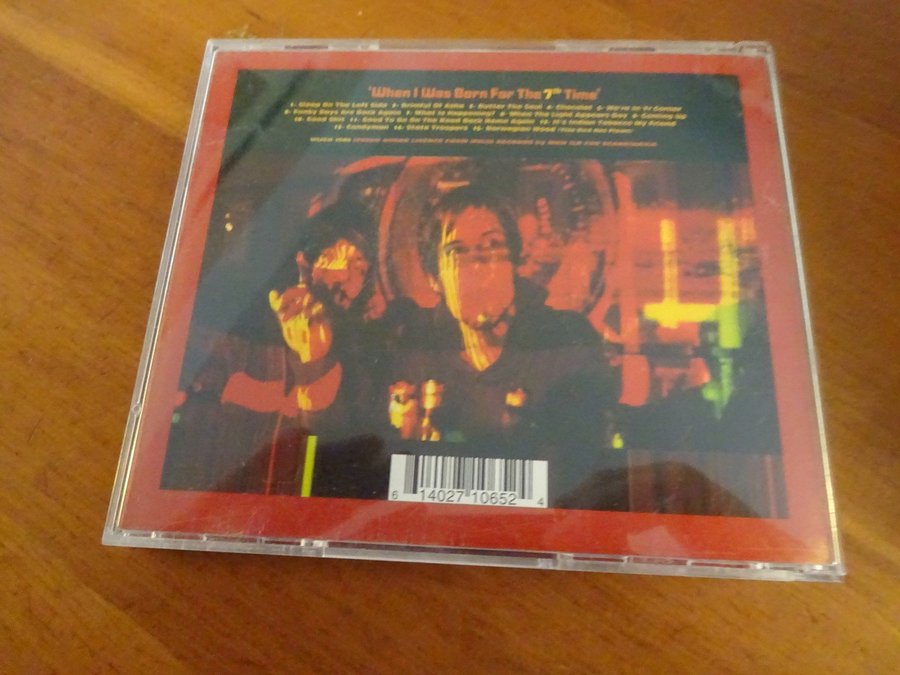 'When I Was Born For The 7th Time'
1. Sleep On The Left Side 2. Brimful Of Asha 3. Butter The Soul 4. Chocolat 5. We're In Yr Corner
6. Funky Days Are Back Again 7. What Is Happening? 8. When The Light Appears Boy 9. Coming Up
10. Good Shit 11. Good To Be On The Road Back Home Again 12. It's Indian Tobacco My Friend
13. Candyman 14. State Troopers 15. Norwegian Wood (This Bird Has Flown)
6 14027 10652 4